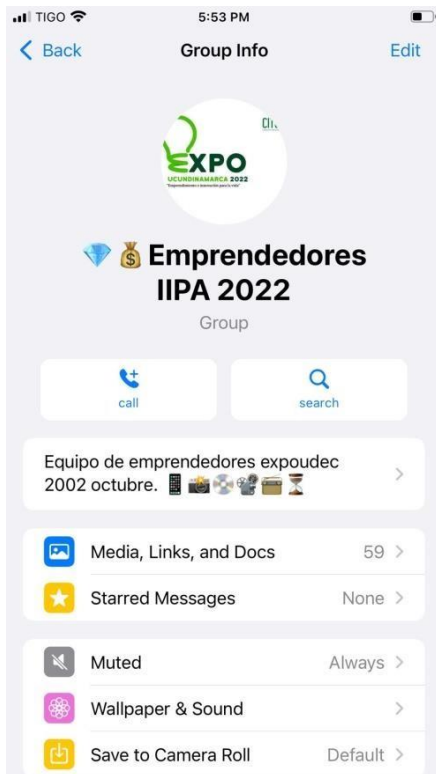 TIGO 5:53 PM
Back Group Info Edit
EXPO
UCUNDINAMARCA 2022
💎💰 Emprendedores
IIPA 2022
Group
call search
Equipo de emprendedores expoudec
2002 octubre. 📱📸💿📽📻⏳
Media, Links, and Docs 59
Starred Messages None
Muted Always
Wallpaper & Sound
Save to Camera Roll Default